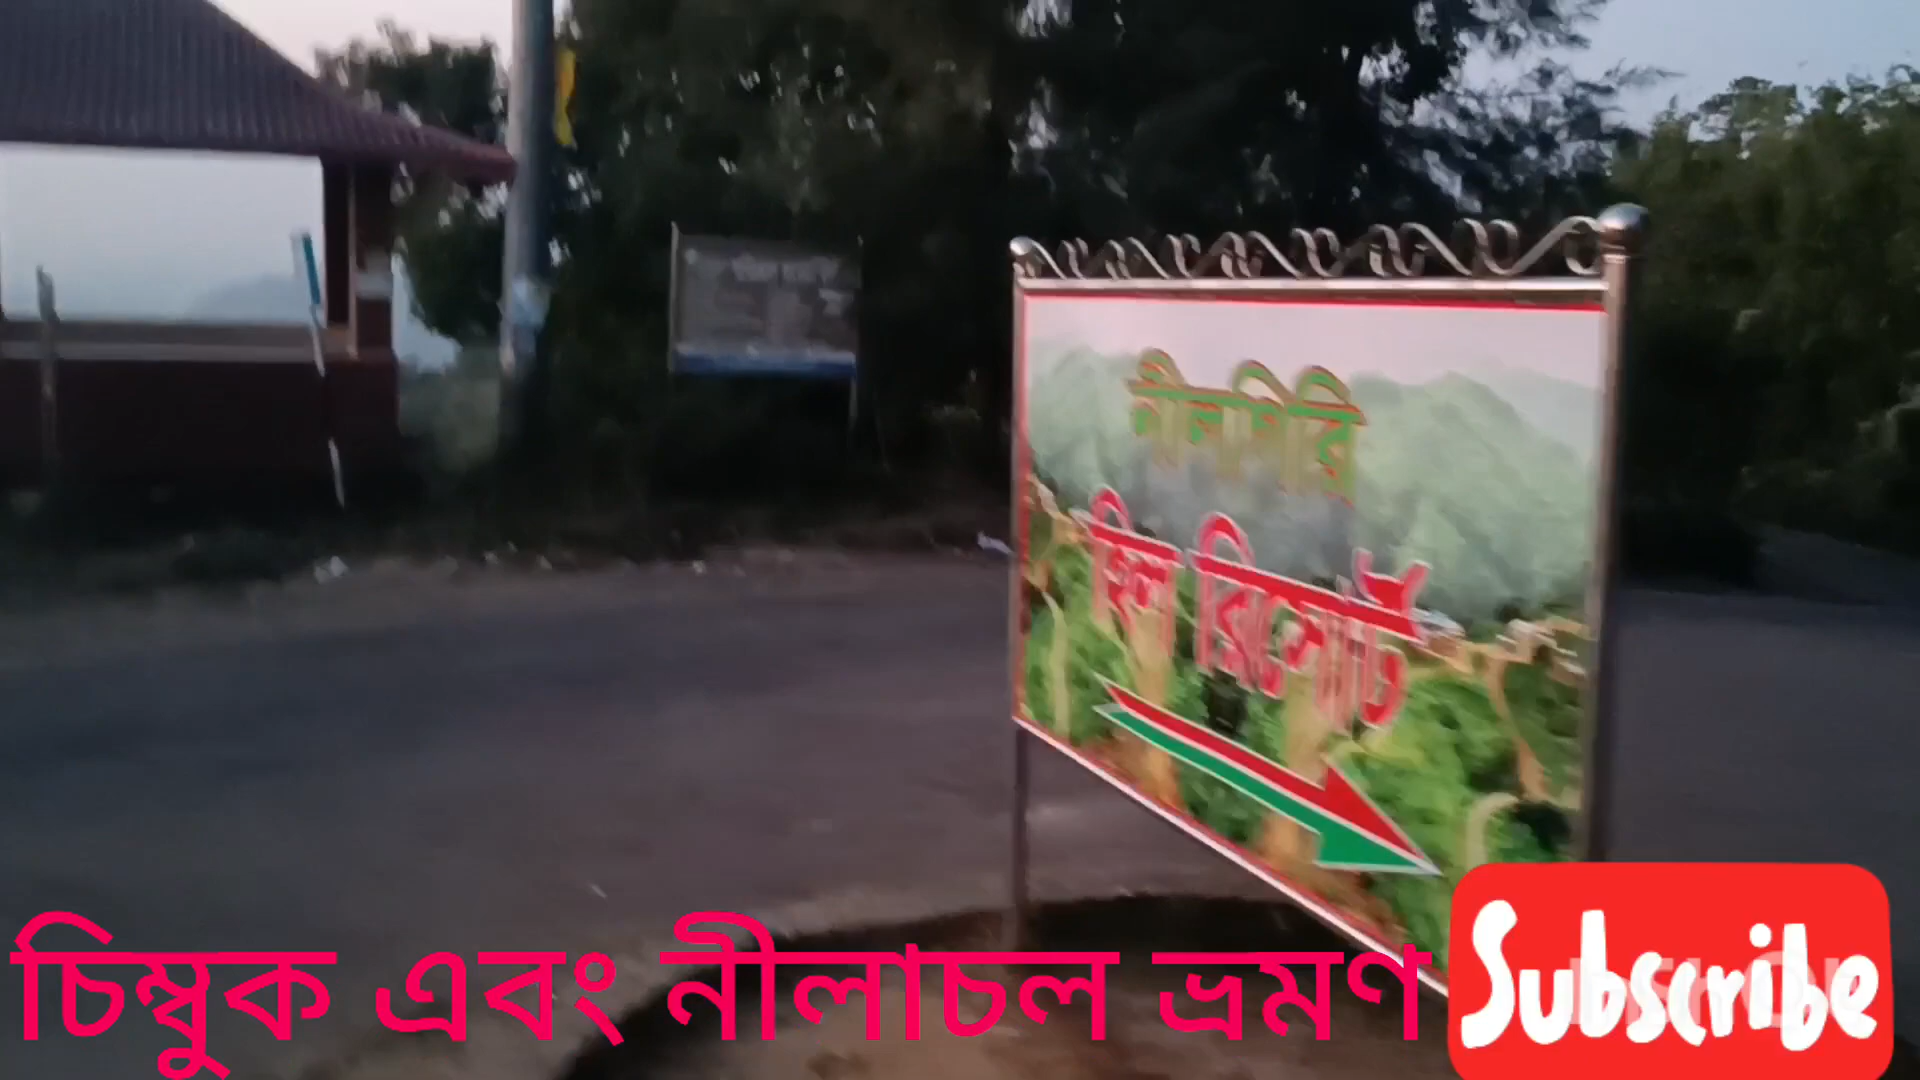 নীলগিরি
হিল রিসোর্ট
চিম্বুক এবং নীলাচল ভ্রমণ
Subscribe